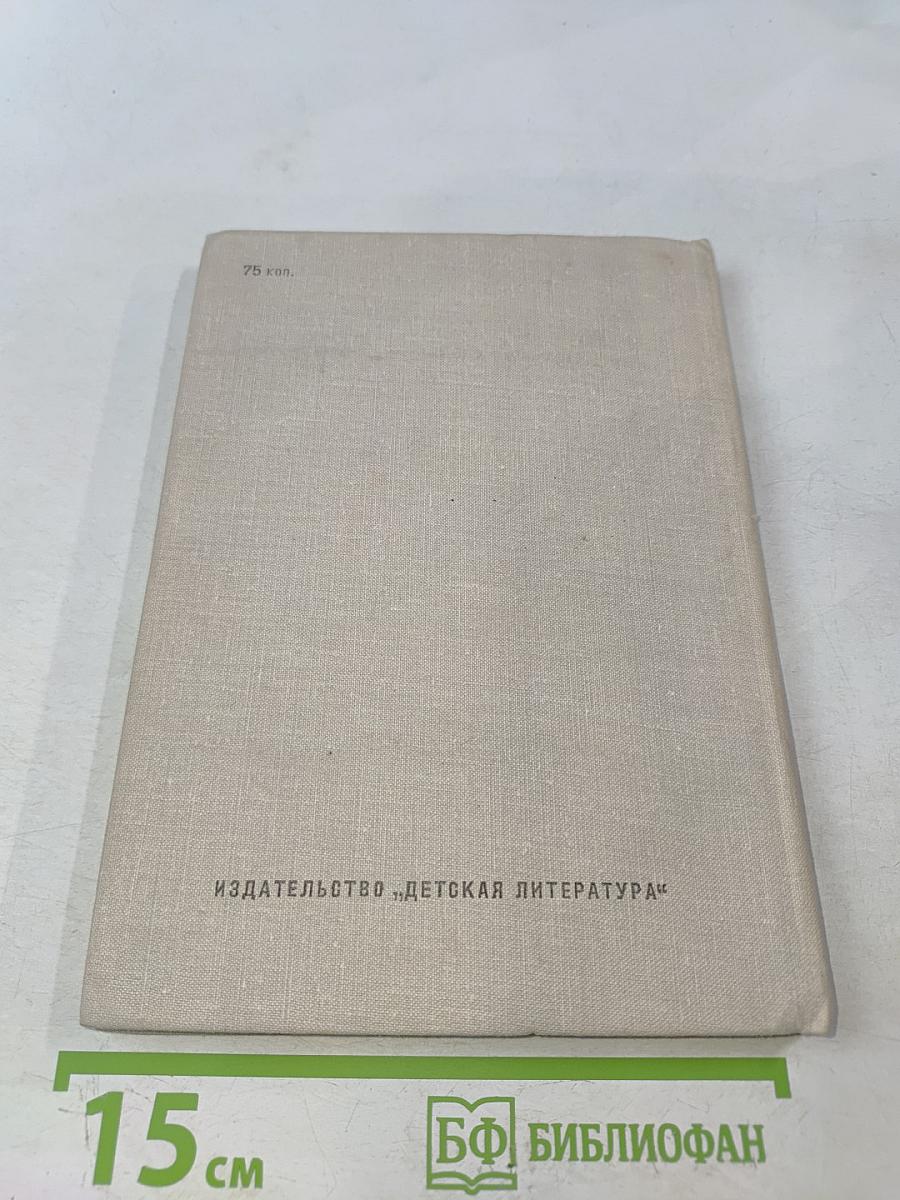 75 коп.
ИЗДАТЕЛЬСТВО „ДЕТСКАЯ ЛИТЕРАТУРА“
15 см
БФ БИБЛИОФАН